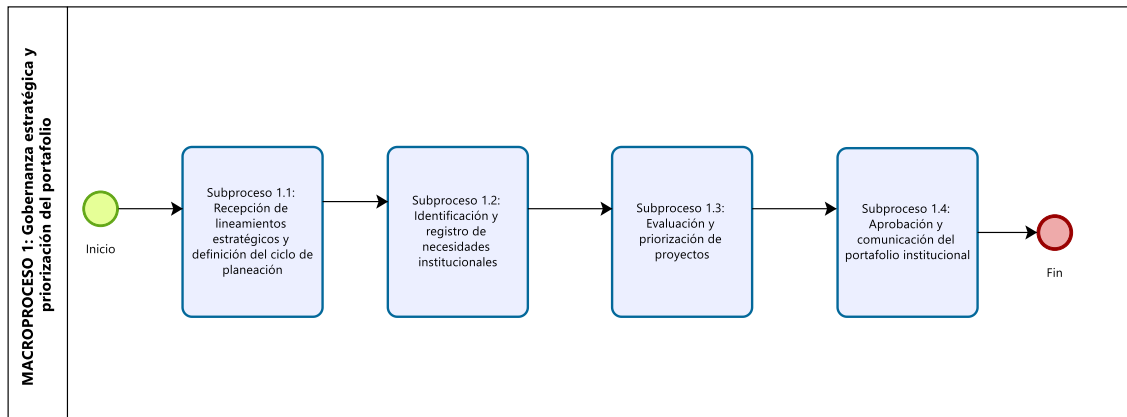 MACROPROCESO 1: Gobernanza estratégica y
priorización del portafolio
Inicio
Subproceso 1.1:
Recepción de
lineamientos
estratégicos y
definición del ciclo de
planeación
Subproceso 1.2:
Identificación y
registro de
necesidades
institucionales
Subproceso 1.3:
Evaluación y
priorización de
proyectos
Subproceso 1.4:
Aprobación y
comunicación del
portafolio institucional
Fin